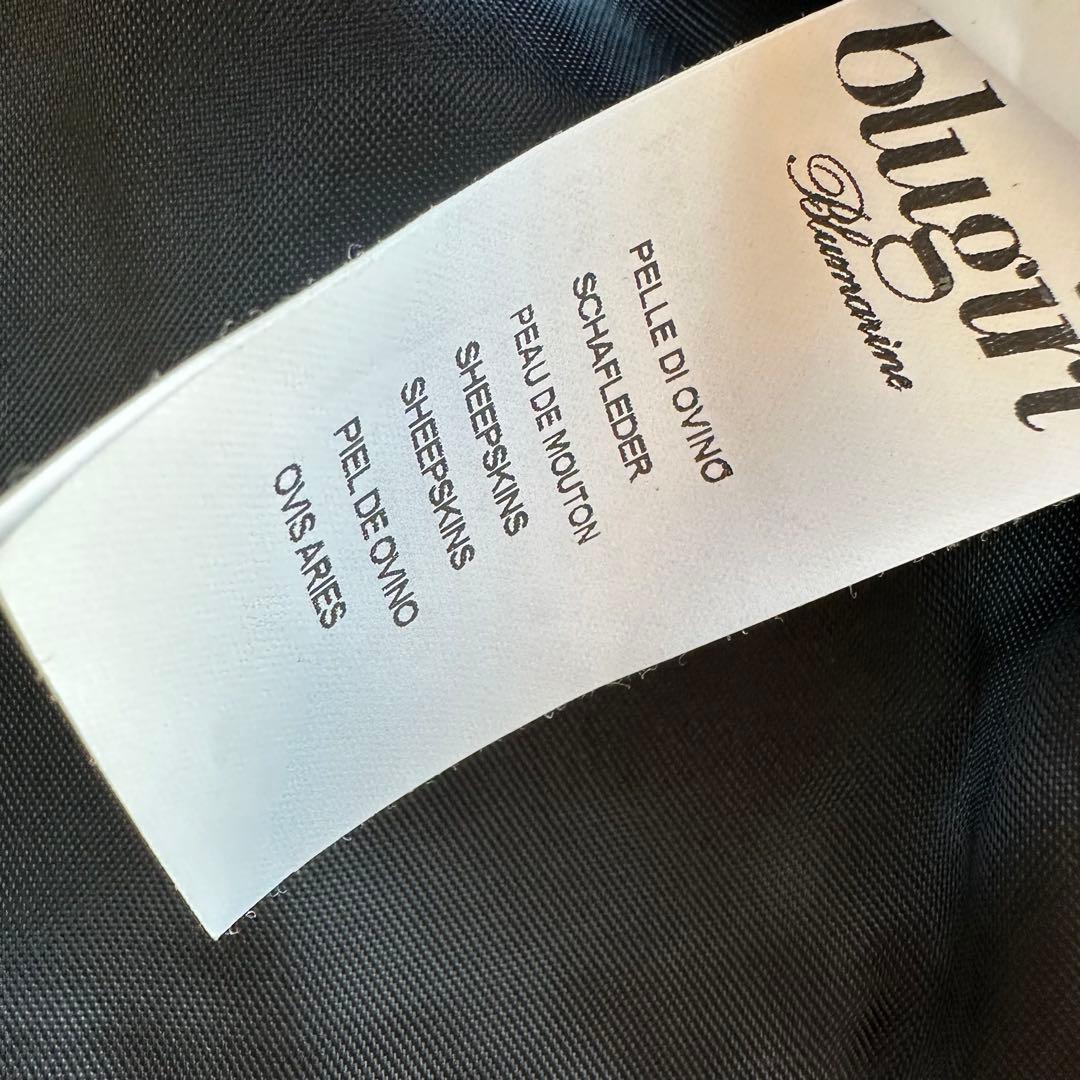 blugirl
Blumarine
PELLE DI OVINO
SCHAFLEDER
PEAU DE MOUTON
SHEEPSKINS
SHEEPSKINS
PIEL DE OVINO
OVIS ARIES